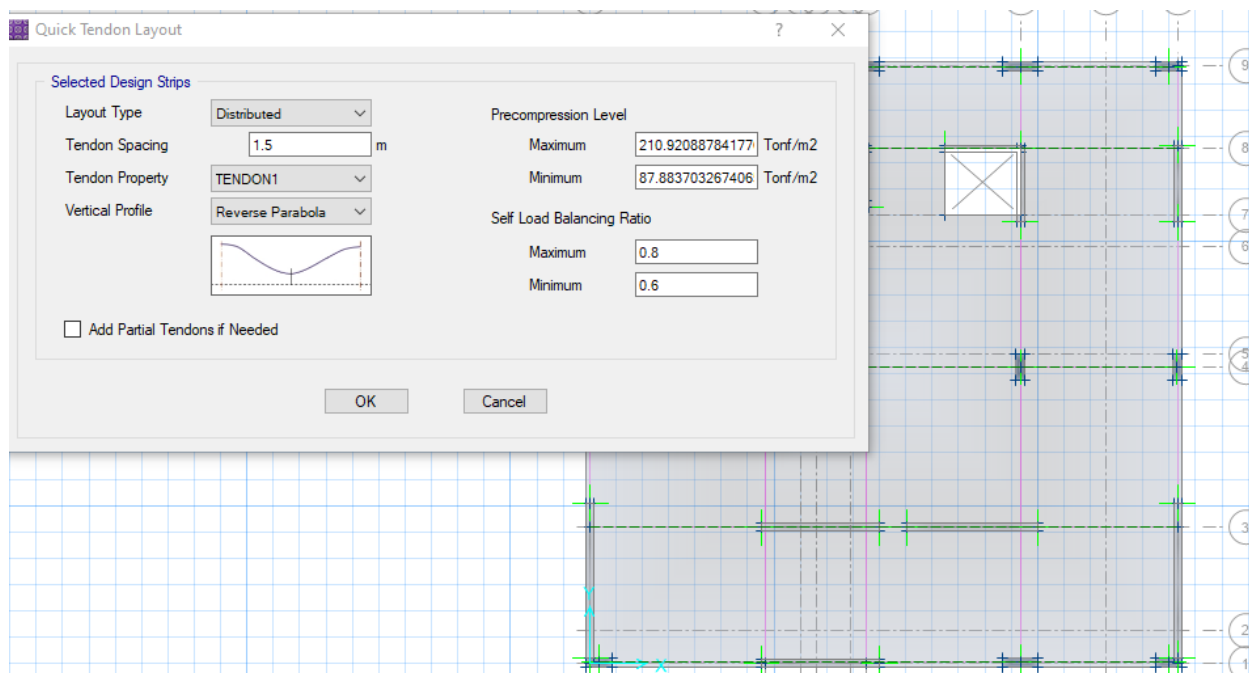 Quick Tendon Layout
?
Selected Design Strips
Layout Type
Distributed
Tendon Spacing
1.5
m
Tendon Property
TENDON1
Vertical Profile
Reverse Parabola
Add Partial Tendons if Needed
Precompression Level
Maximum
210.92088784177
Tonf/m2
Minimum
87.883703267406
Tonf/m2
Self Load Balancing Ratio
Maximum
0.8
Minimum
0.6
OK
Cancel
9
8
7
6
5
4
3
2
1
Y
X